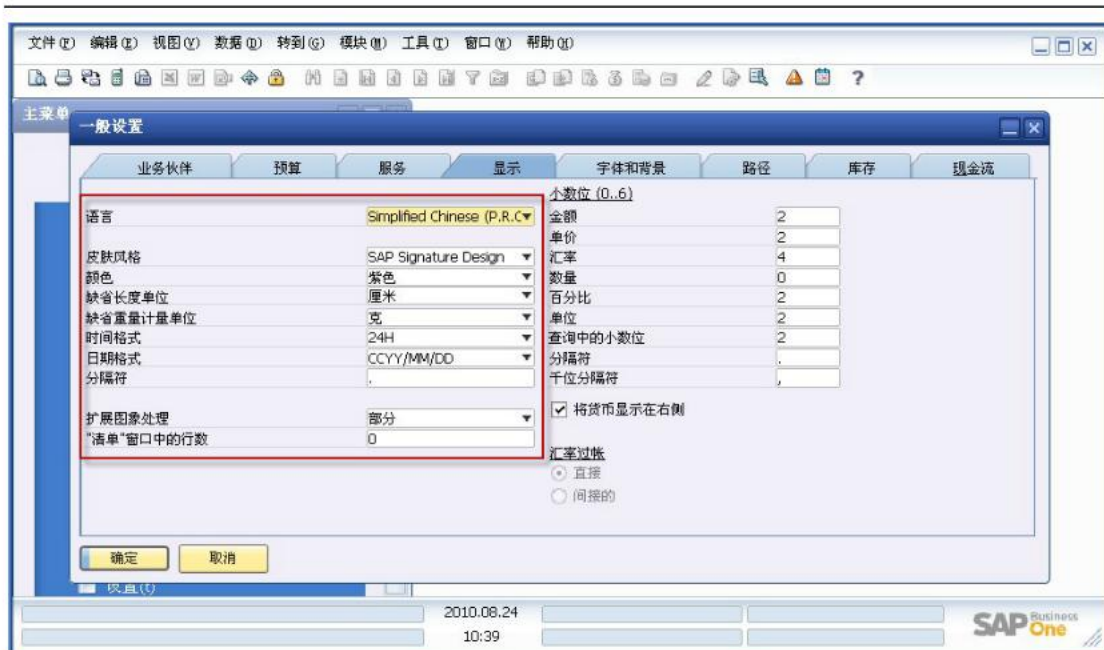 文件(F) 编辑(E) 视图(V) 数据(D) 转到(G) 模块(M) 工具(T) 窗口(W) 帮助(H)
主菜单
一般设置
业务伙伴 预算 服务 显示 字体和背景 路径 库存 现金流
小数位 (0..6)
语言 Simplified Chinese (P.R.C 金额 2
单价 2
皮肤风格 SAP Signature Design 汇率 4
颜色 紫色 数量 0
缺省长度单位 厘米 百分比 2
缺省重量计量单位 克 单位 2
时间格式 24H 查询中的小数位 2
日期格式 CCYY/MM/DD 分隔符 .
分隔符 . 千位分隔符 ,
将货币显示在右侧
扩展图象处理 部分
"清单"窗口中的行数 0
汇率过帐
直接
间接的
确定 取消
设置(t)
2010.08.24
10:39
SAP Business One